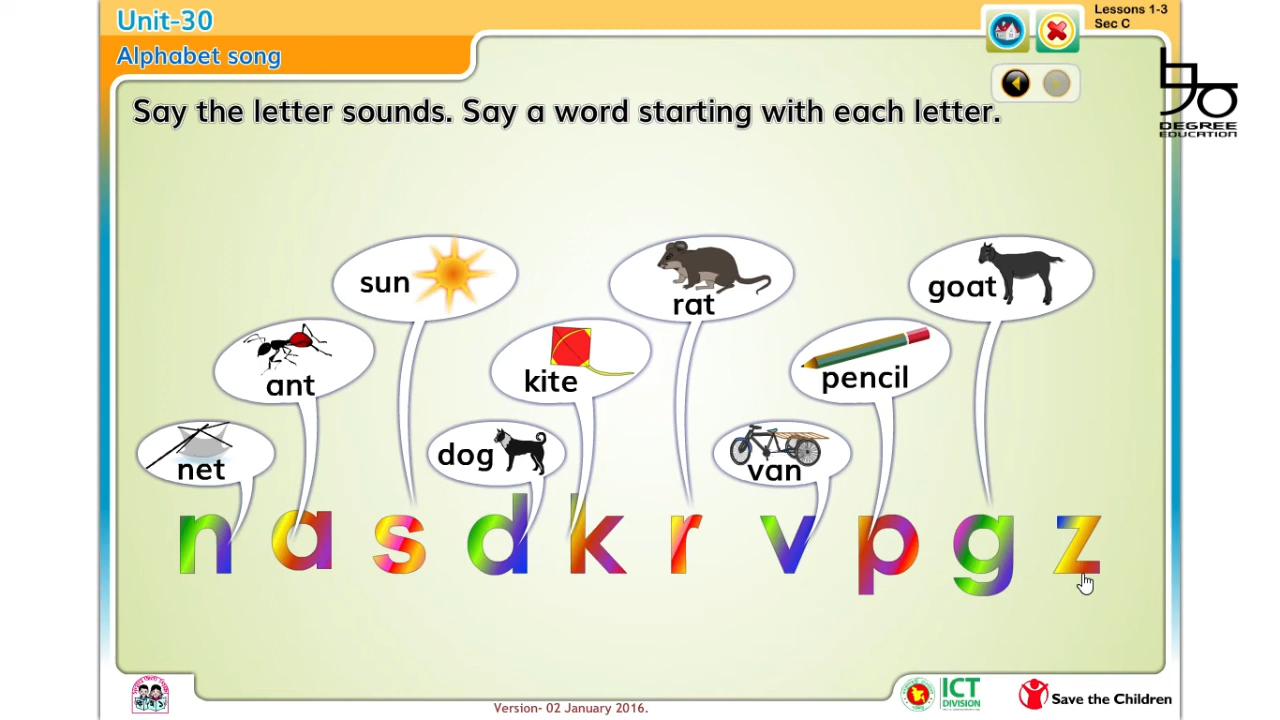 Unit-30
Alphabet song
Lessons 1-3
Sec C
DEGREE
EDUCATION
Say the letter sounds. Say a word starting with each letter.
sun
rat
goat
ant
kite
pencil
net
dog
van
n a s d k r v p g z
Version- 02 January 2016.
ICT
DIVISION
Save the Children